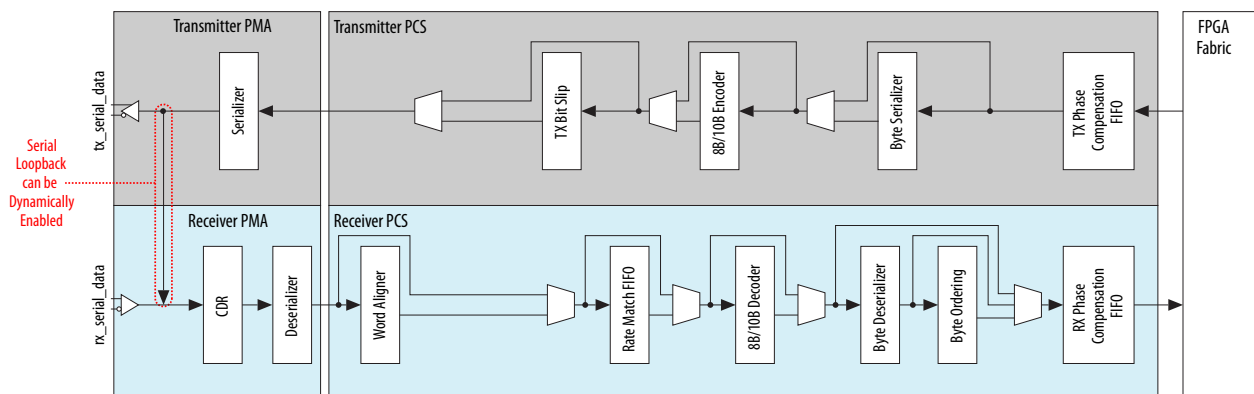 Transmitter PMA
Transmitter PCS
FPGA
Fabric
tx_serial_data
Serializer
TX Bit Slip
8B/10B Encoder
Byte Serializer
TX Phase
Compensation
FIFO
Serial
Loopback
can be
Dynamically
Enabled
Receiver PMA
Receiver PCS
rx_serial_data
CDR
Deserializer
Word Aligner
Rate Match FIFO
8B/10B Decoder
Byte Deserializer
Byte Ordering
RX Phase
Compensation
FIFO